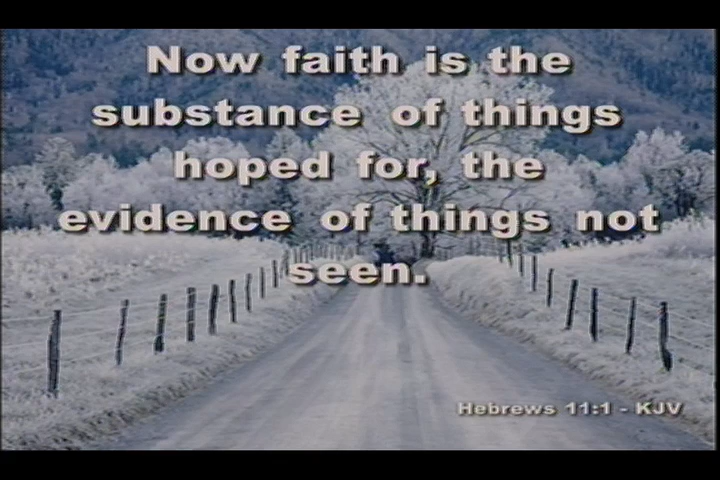 Now faith is the
substance of things
hoped for, the
evidence of things not
seen.
Hebrews 11:1 - KJV